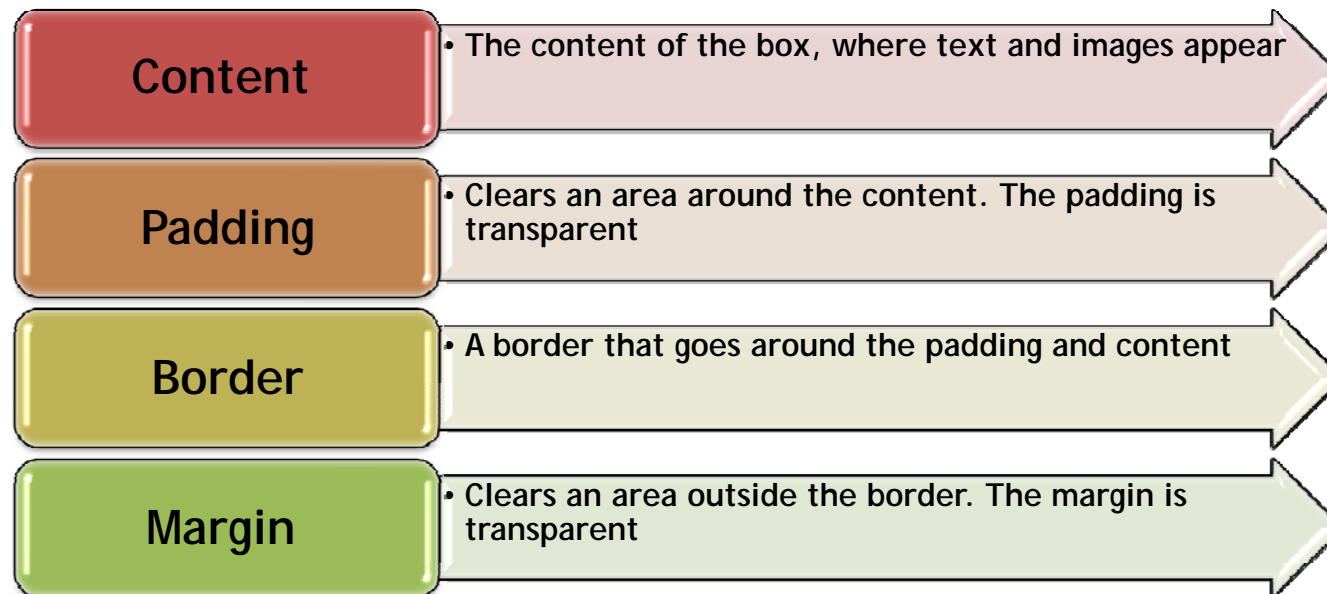 Content
• The content of the box, where text and images appear
Padding
• Clears an area around the content. The padding is
transparent
Border
• A border that goes around the padding and content
Margin
• Clears an area outside the border. The margin is
transparent